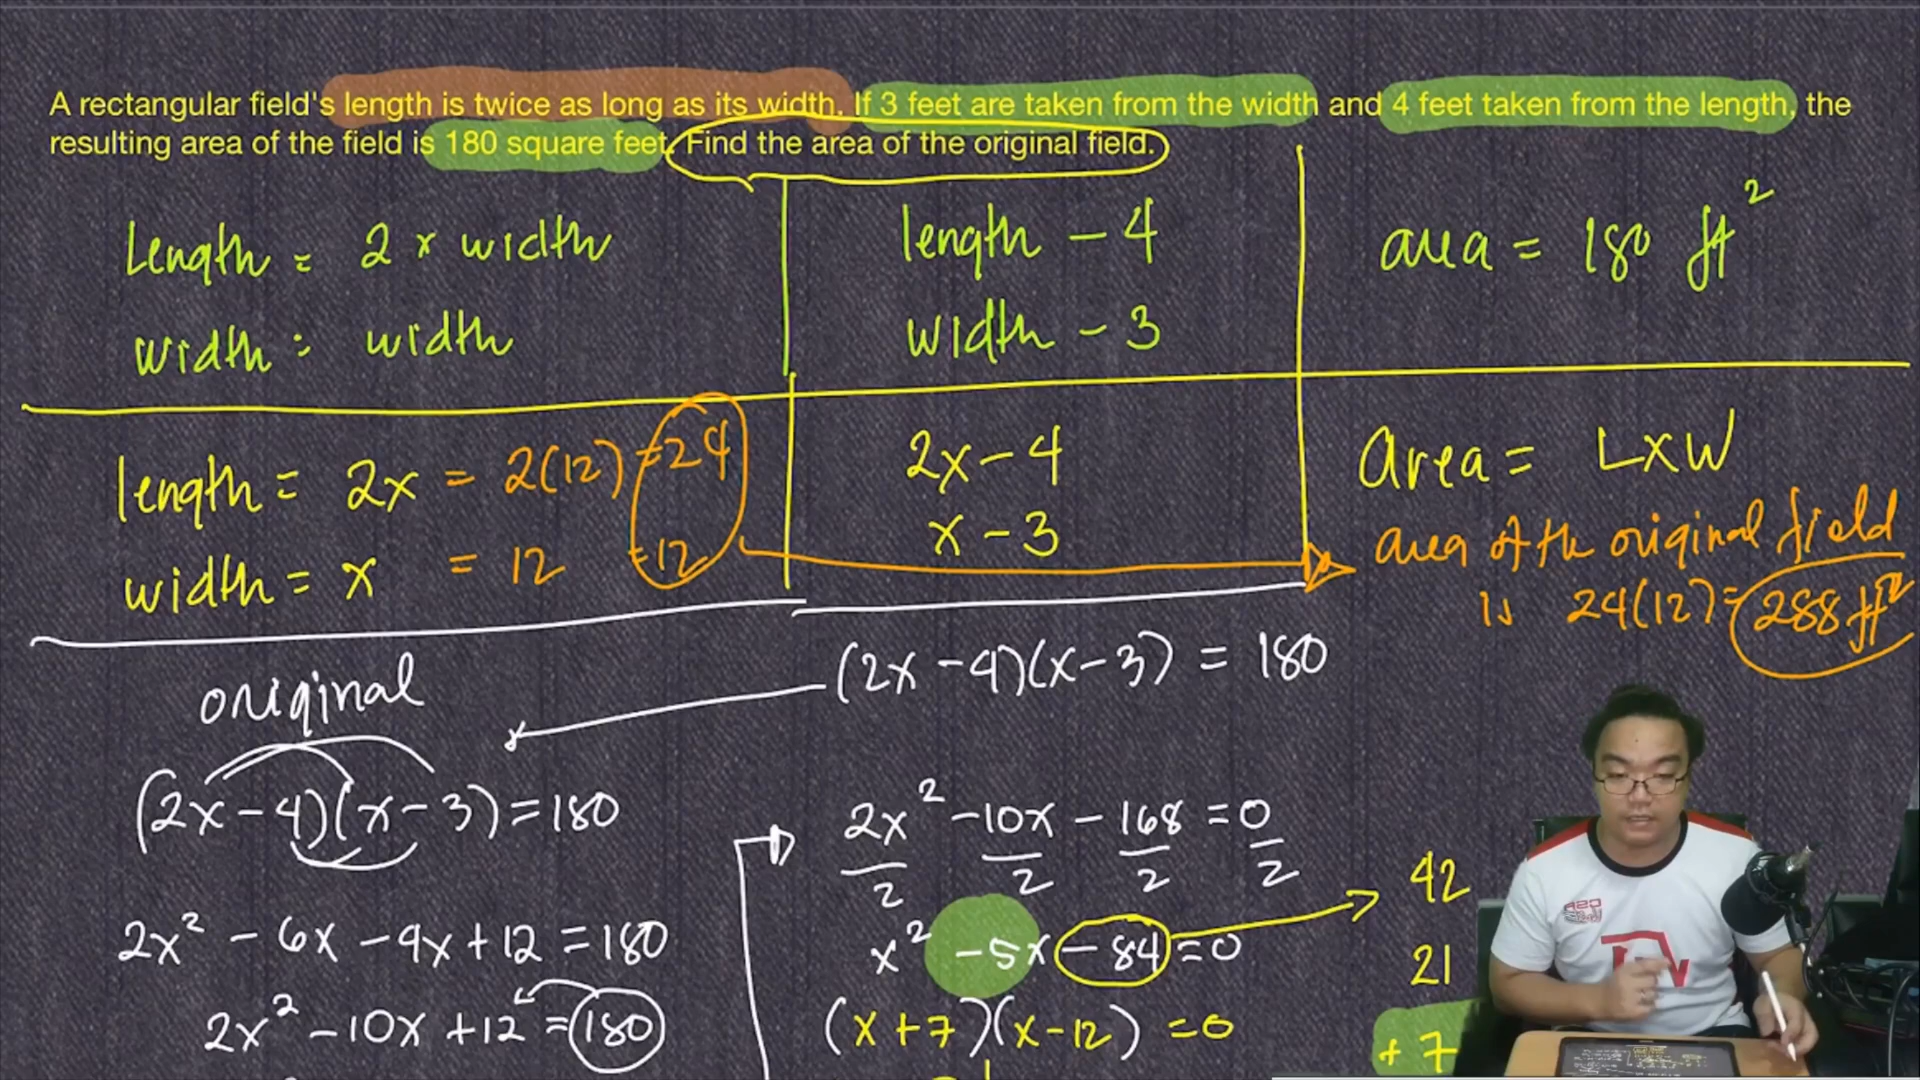 A rectangular field's length is twice as long as its width. If 3 feet are taken from the width and 4 feet taken from the length, the
resulting area of the field is 180 square feet. Find the area of the original field.
Length = 2 x width
width = width
length - 4
width - 3
area = 180 ft²
length = 2x = 2(12) = 24
width = x = 12 = 12
2x - 4
x - 3
Area = L x W
area of the original field
is 24(12) = 288 ft²
(2x - 4)(x - 3) = 180
original
(2x - 4)(x - 3) = 180
2x² - 6x - 4x + 12 = 180
2x² - 10x + 12 = 180
2x² - 10x - 168 = 0
2 2 2 2
x² - 5x - 84 = 0
(x + 7)(x - 12) = 0
42
21
+ 7